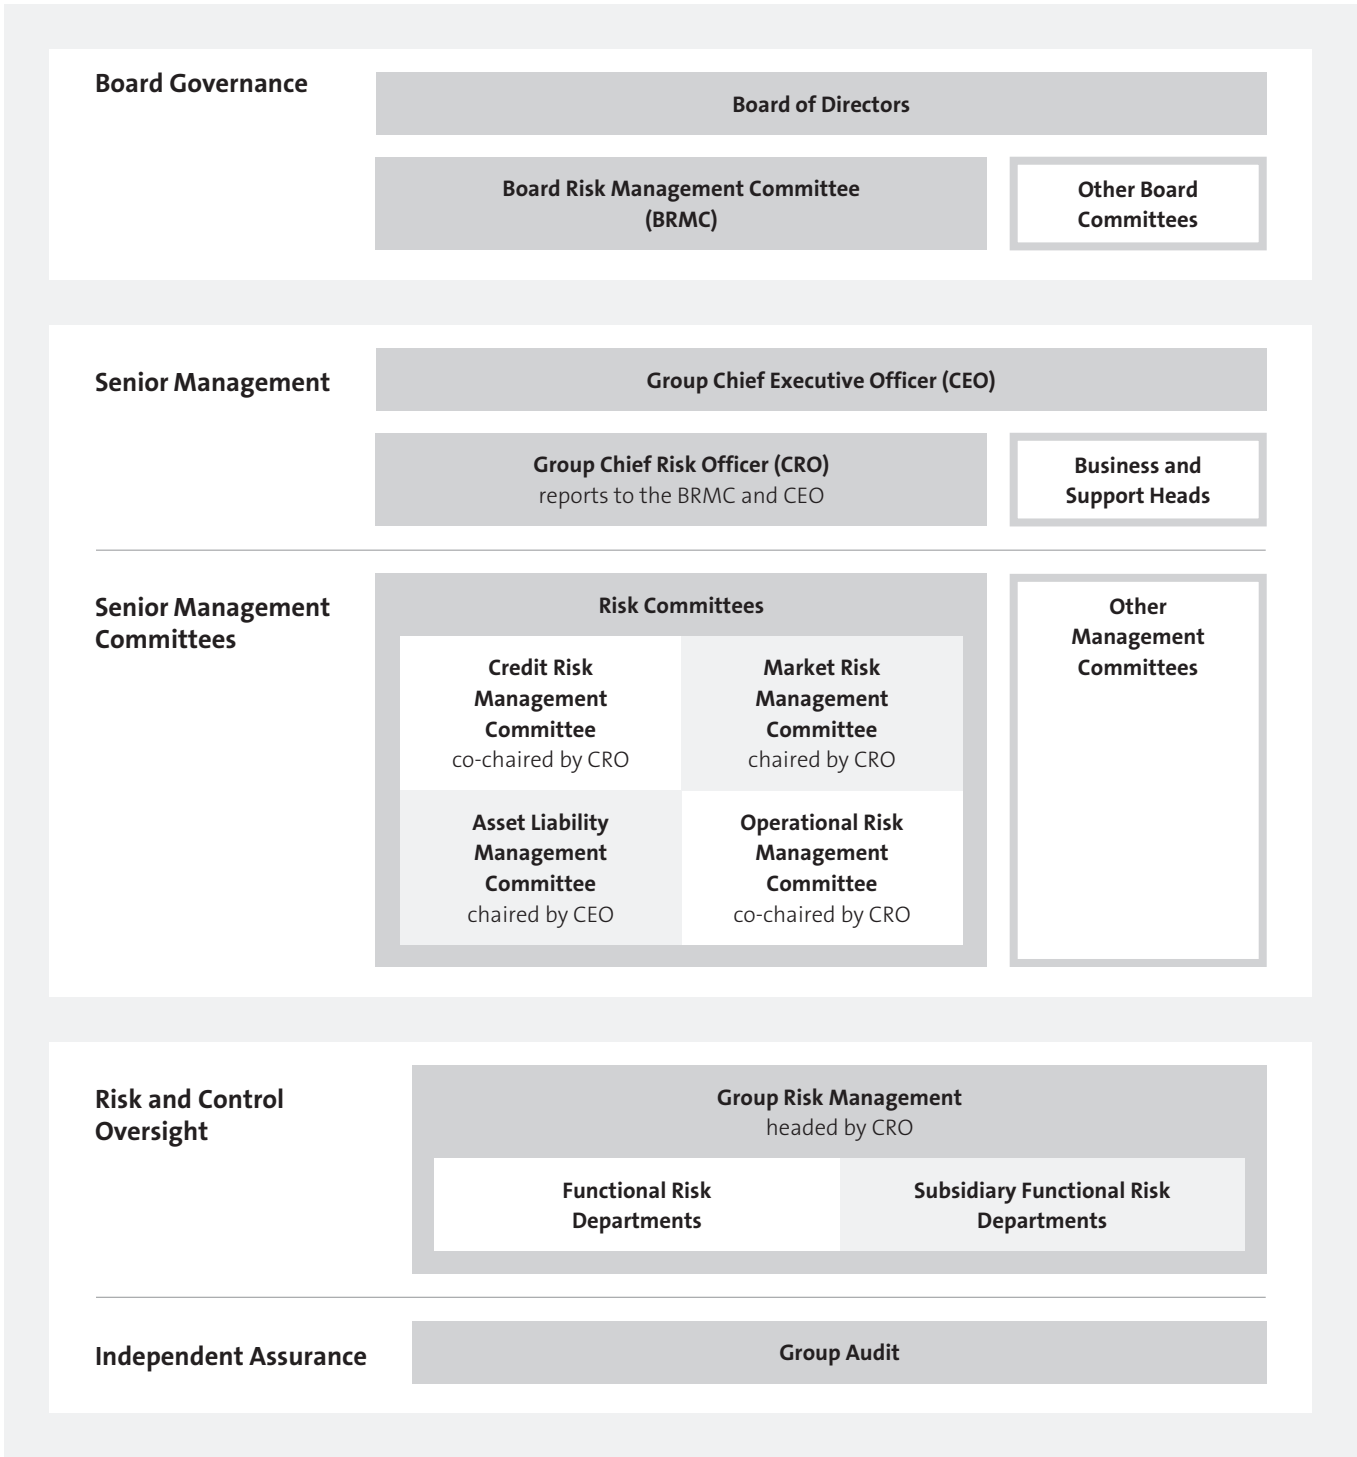 Board Governance
Board of Directors
Board Risk Management Committee
(BRMC)
Other Board
Committees
Senior Management
Group Chief Executive Officer (CEO)
Group Chief Risk Officer (CRO)
reports to the BRMC and CEO
Business and
Support Heads
Senior Management
Committees
Risk Committees
Credit Risk
Management
Committee
co-chaired by CRO
Market Risk
Management
Committee
chaired by CRO
Asset Liability
Management
Committee
chaired by CEO
Operational Risk
Management
Committee
co-chaired by CRO
Other
Management
Committees
Risk and Control
Oversight
Group Risk Management
headed by CRO
Functional Risk
Departments
Subsidiary Functional Risk
Departments
Independent Assurance
Group Audit